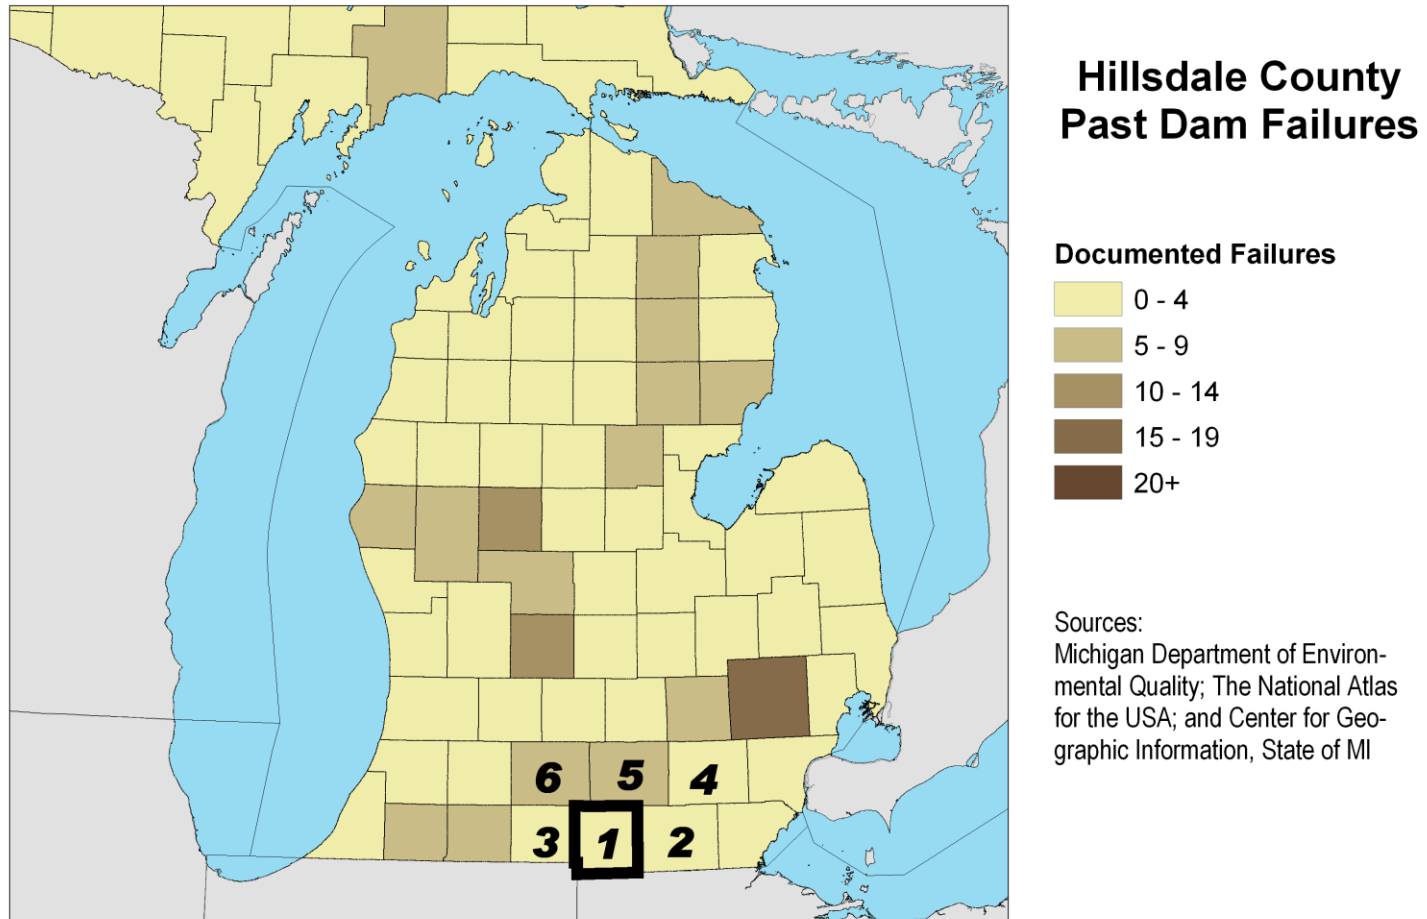 Hillsdale County
Past Dam Failures
Documented Failures
0 - 4
5 - 9
10 - 14
15 - 19
20+
Sources:
Michigan Department of Environ-
mental Quality; The National Atlas
for the USA; and Center for Geo-
graphic Information, State of MI
6 5 4
3 1 2